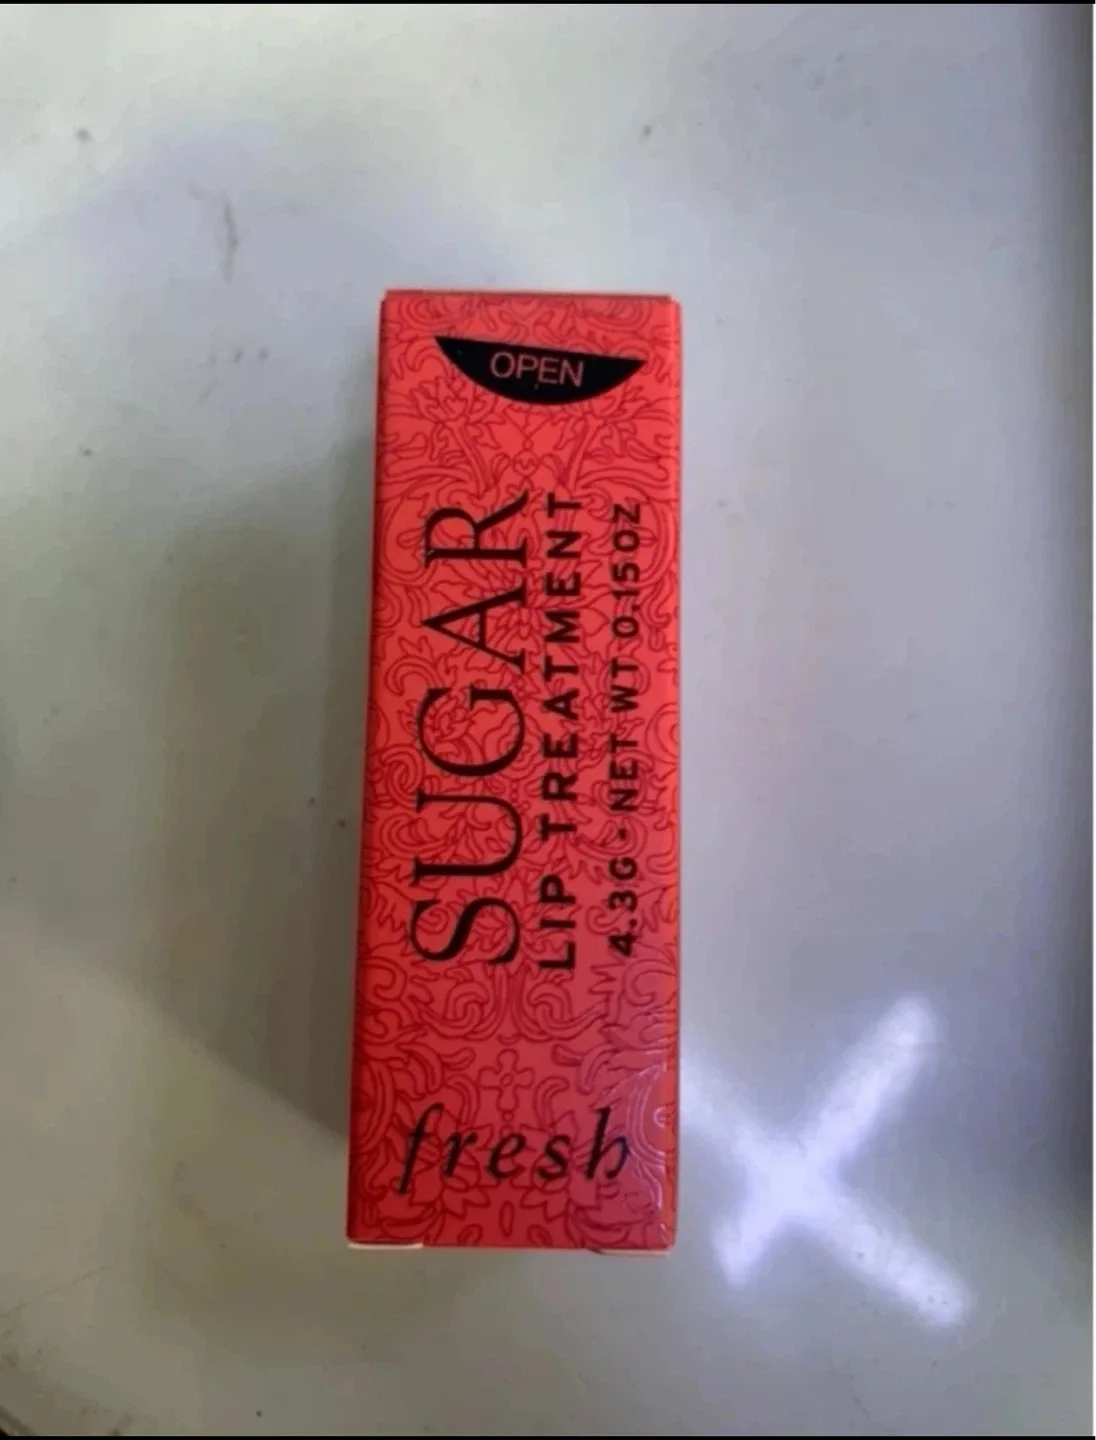 OPEN
SUGAR
LIP TREATMENT
4.3G · NET WT 0.15OZ
fresh